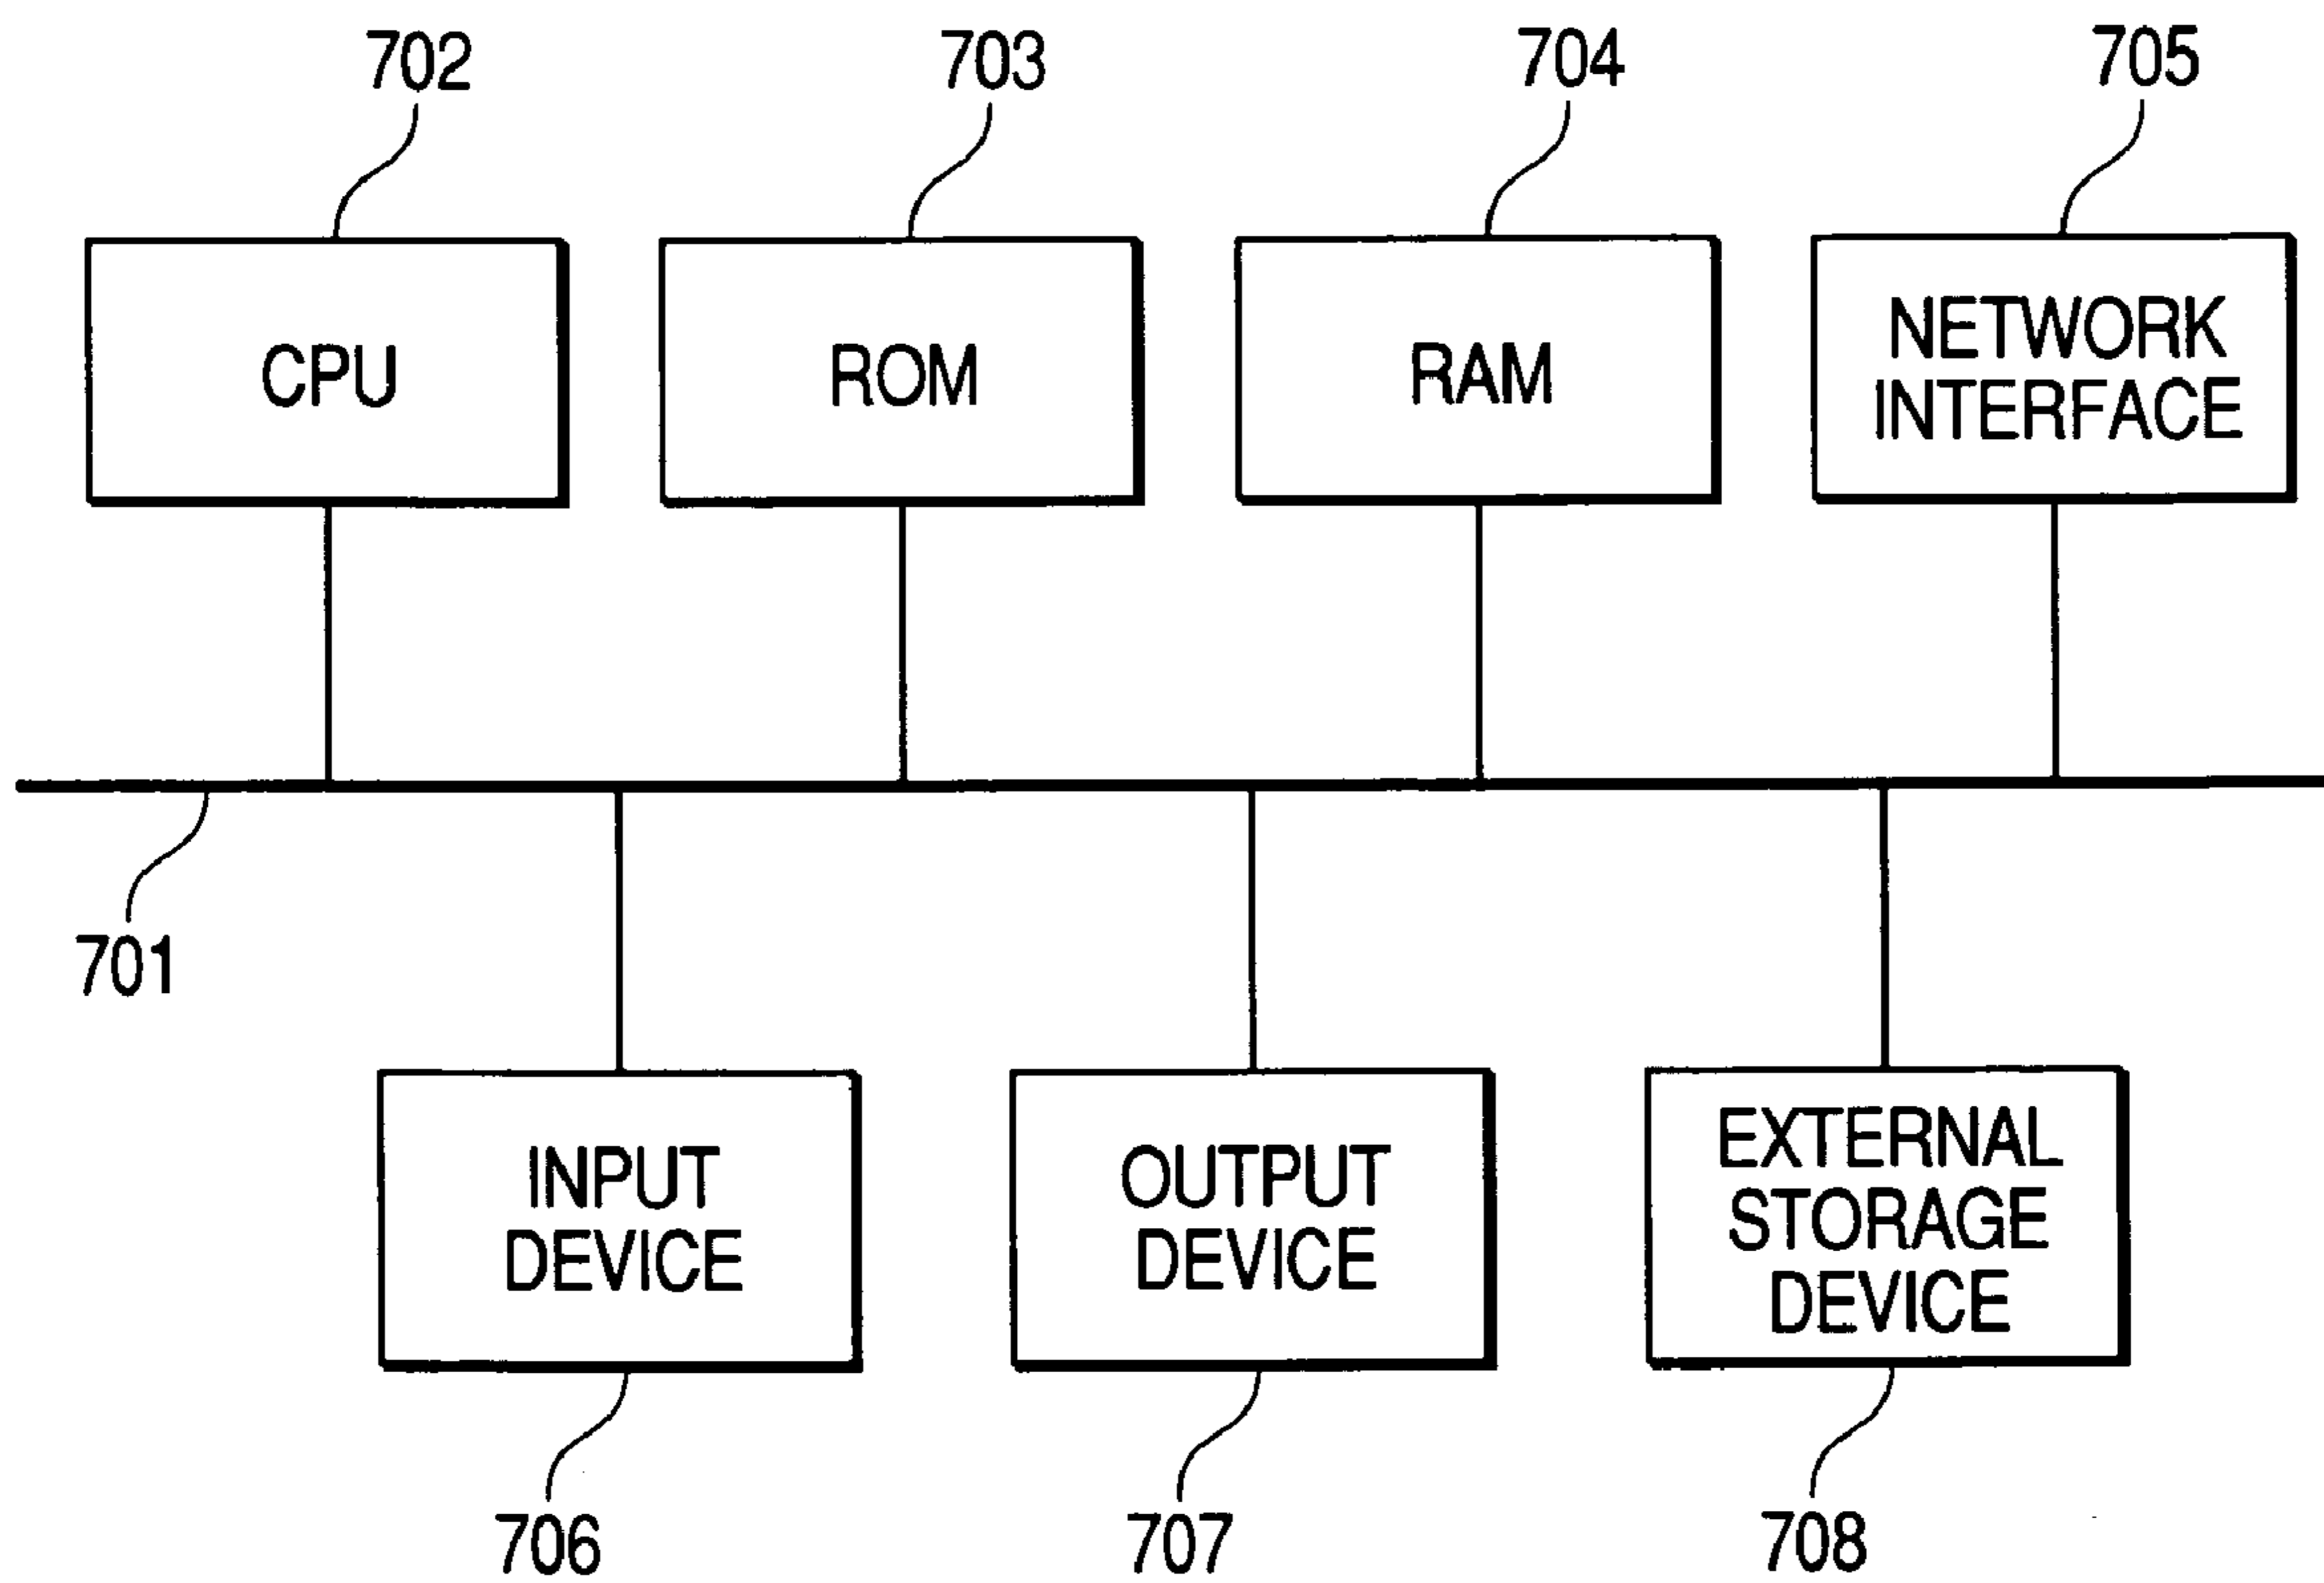 702
703
704
705
CPU
ROM
RAM
NETWORK
INTERFACE
701
INPUT
DEVICE
OUTPUT
DEVICE
EXTERNAL
STORAGE
DEVICE
706
707
708